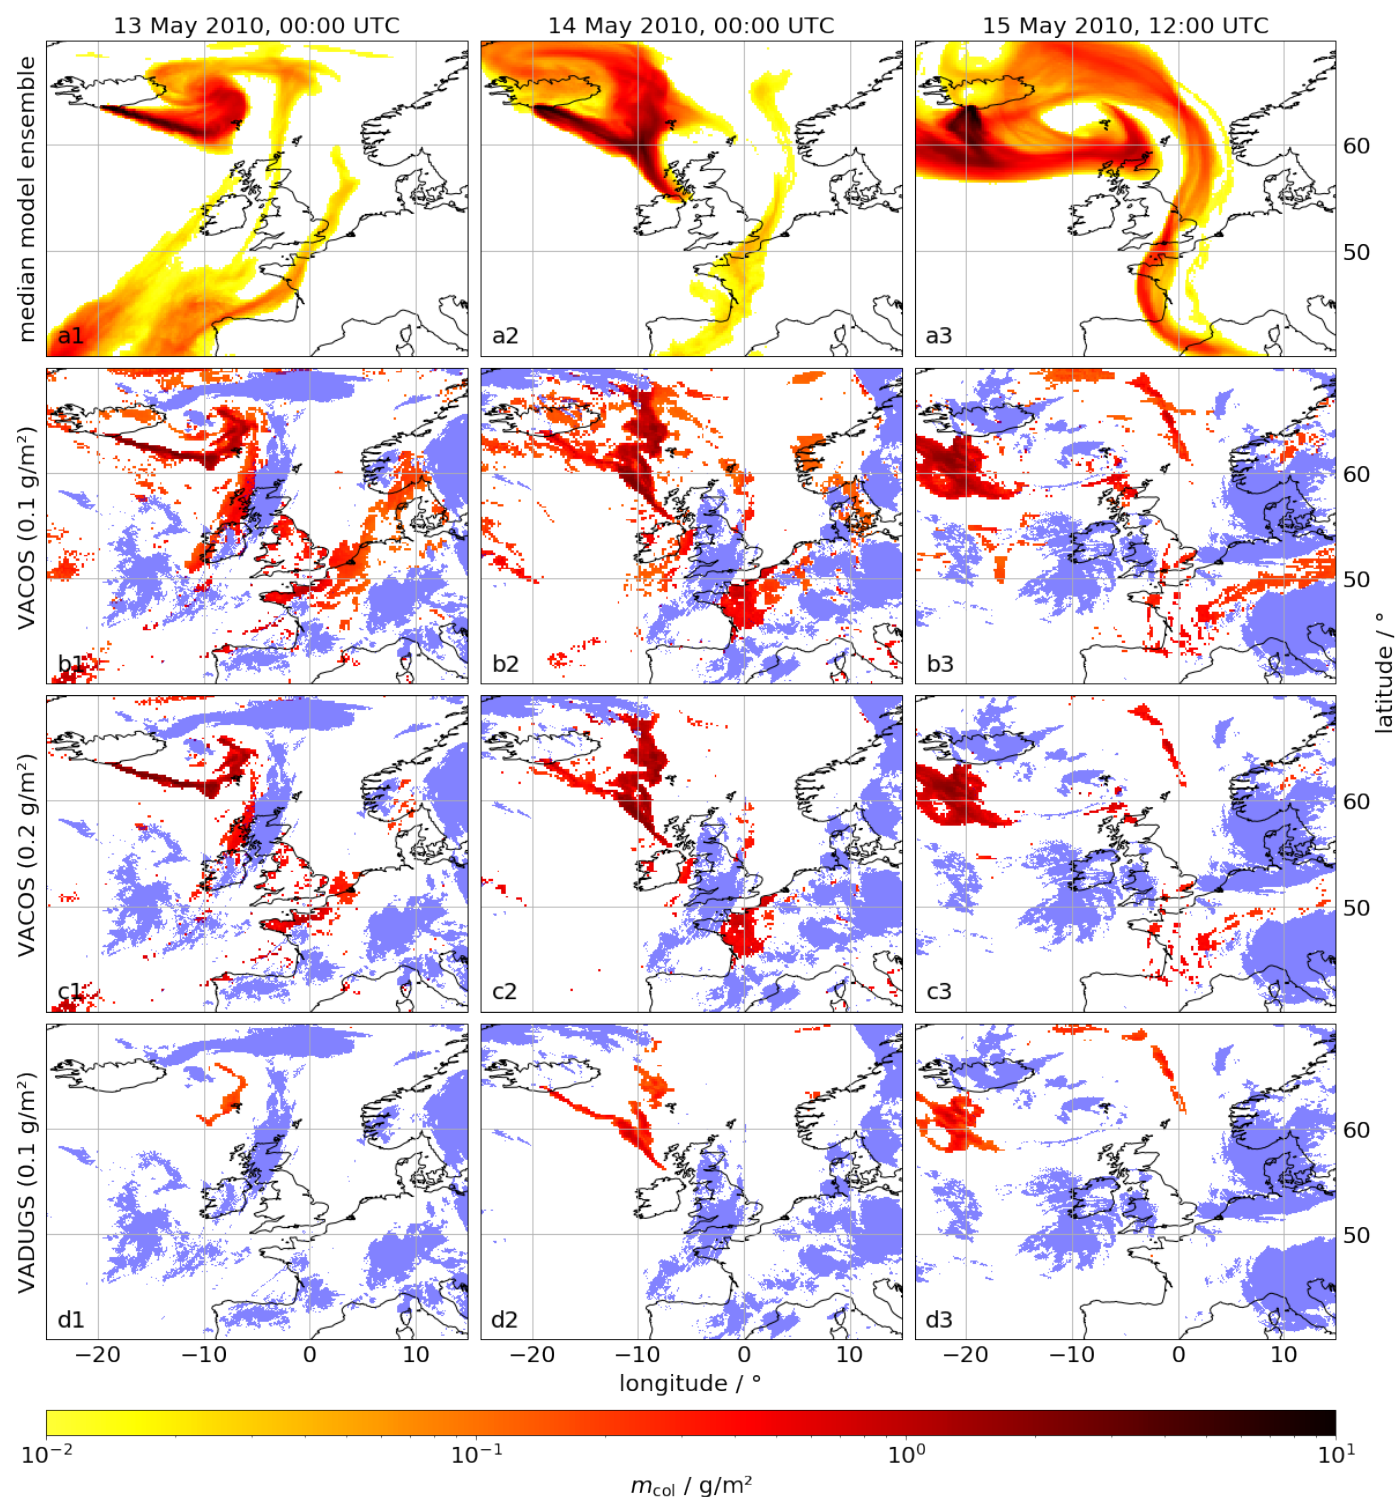 13 May 2010, 00:00 UTC
14 May 2010, 00:00 UTC
15 May 2010, 12:00 UTC
median model ensemble
a1
a2
a3
60
50
VACOS (0.1 g/m²)
b1
b2
b3
60
50
latitude / °
VACOS (0.2 g/m²)
c1
c2
c3
60
50
VADUGS (0.1 g/m²)
d1
d2
d3
60
50
−20 −10 0 10 −20 −10 0 10 −20 −10 0 10
longitude / °
10⁻² 10⁻¹ 10⁰ 10¹
m_col / g/m²